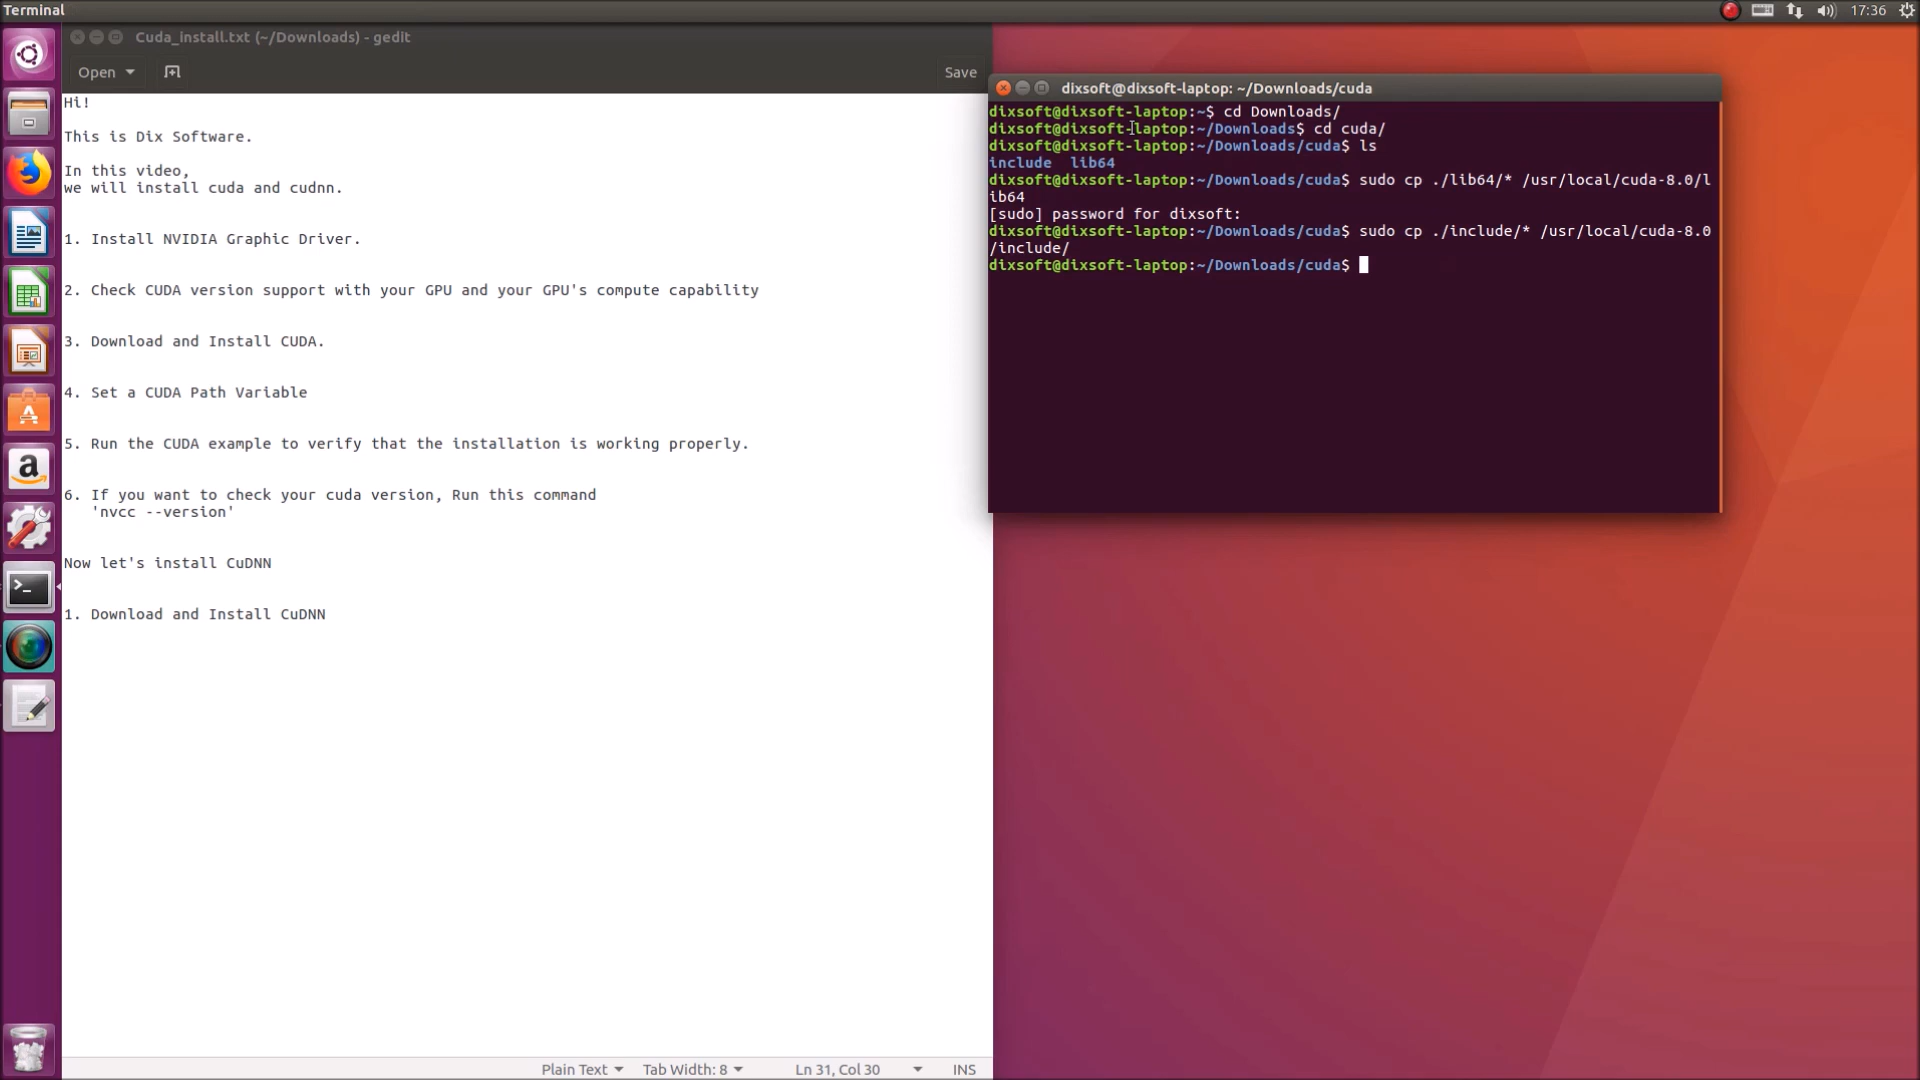 Terminal
17:36
Cuda_install.txt (~/Downloads) - gedit
Open
Save
Hi!
This is Dix Software.
In this video,
we will install cuda and cudnn.
1. Install NVIDIA Graphic Driver.
2. Check CUDA version support with your GPU and your GPU's compute capability
3. Download and Install CUDA.
4. Set a CUDA Path Variable
5. Run the CUDA example to verify that the installation is working properly.
6. If you want to check your cuda version, Run this command
'nvcc --version'
Now let's install CuDNN
1. Download and Install CuDNN
Plain Text
Tab Width: 8
Ln 31, Col 30
INS
dixsoft@dixsoft-laptop: ~/Downloads/cuda
dixsoft@dixsoft-laptop:~$ cd Downloads/
dixsoft@dixsoft-laptop:~/Downloads$ cd cuda/
dixsoft@dixsoft-laptop:~/Downloads/cuda$ ls
include  lib64
dixsoft@dixsoft-laptop:~/Downloads/cuda$ sudo cp ./lib64/* /usr/local/cuda-8.0/l
ib64
[sudo] password for dixsoft:
dixsoft@dixsoft-laptop:~/Downloads/cuda$ sudo cp ./include/* /usr/local/cuda-8.0
/include/
dixsoft@dixsoft-laptop:~/Downloads/cuda$